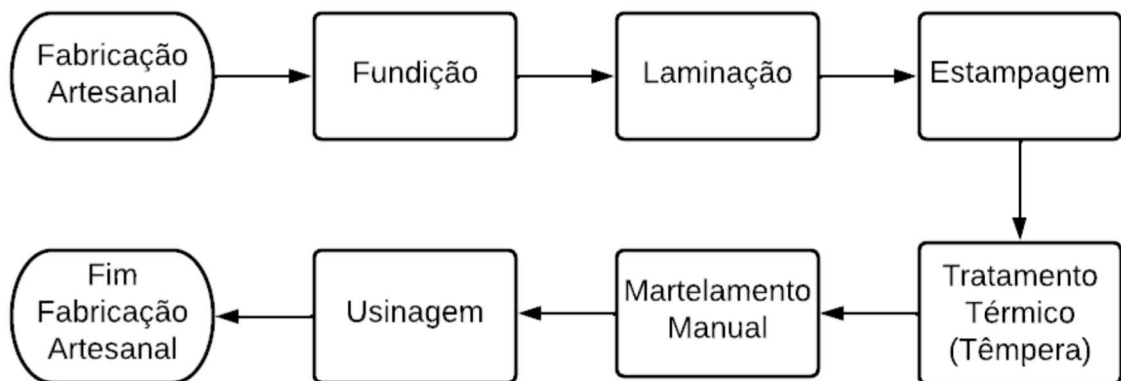 Fabricação
Artesanal
Fundição
Laminação
Estampagem
Tratamento
Térmico
(Têmpera)
Martelamento
Manual
Usinagem
Fim
Fabricação
Artesanal